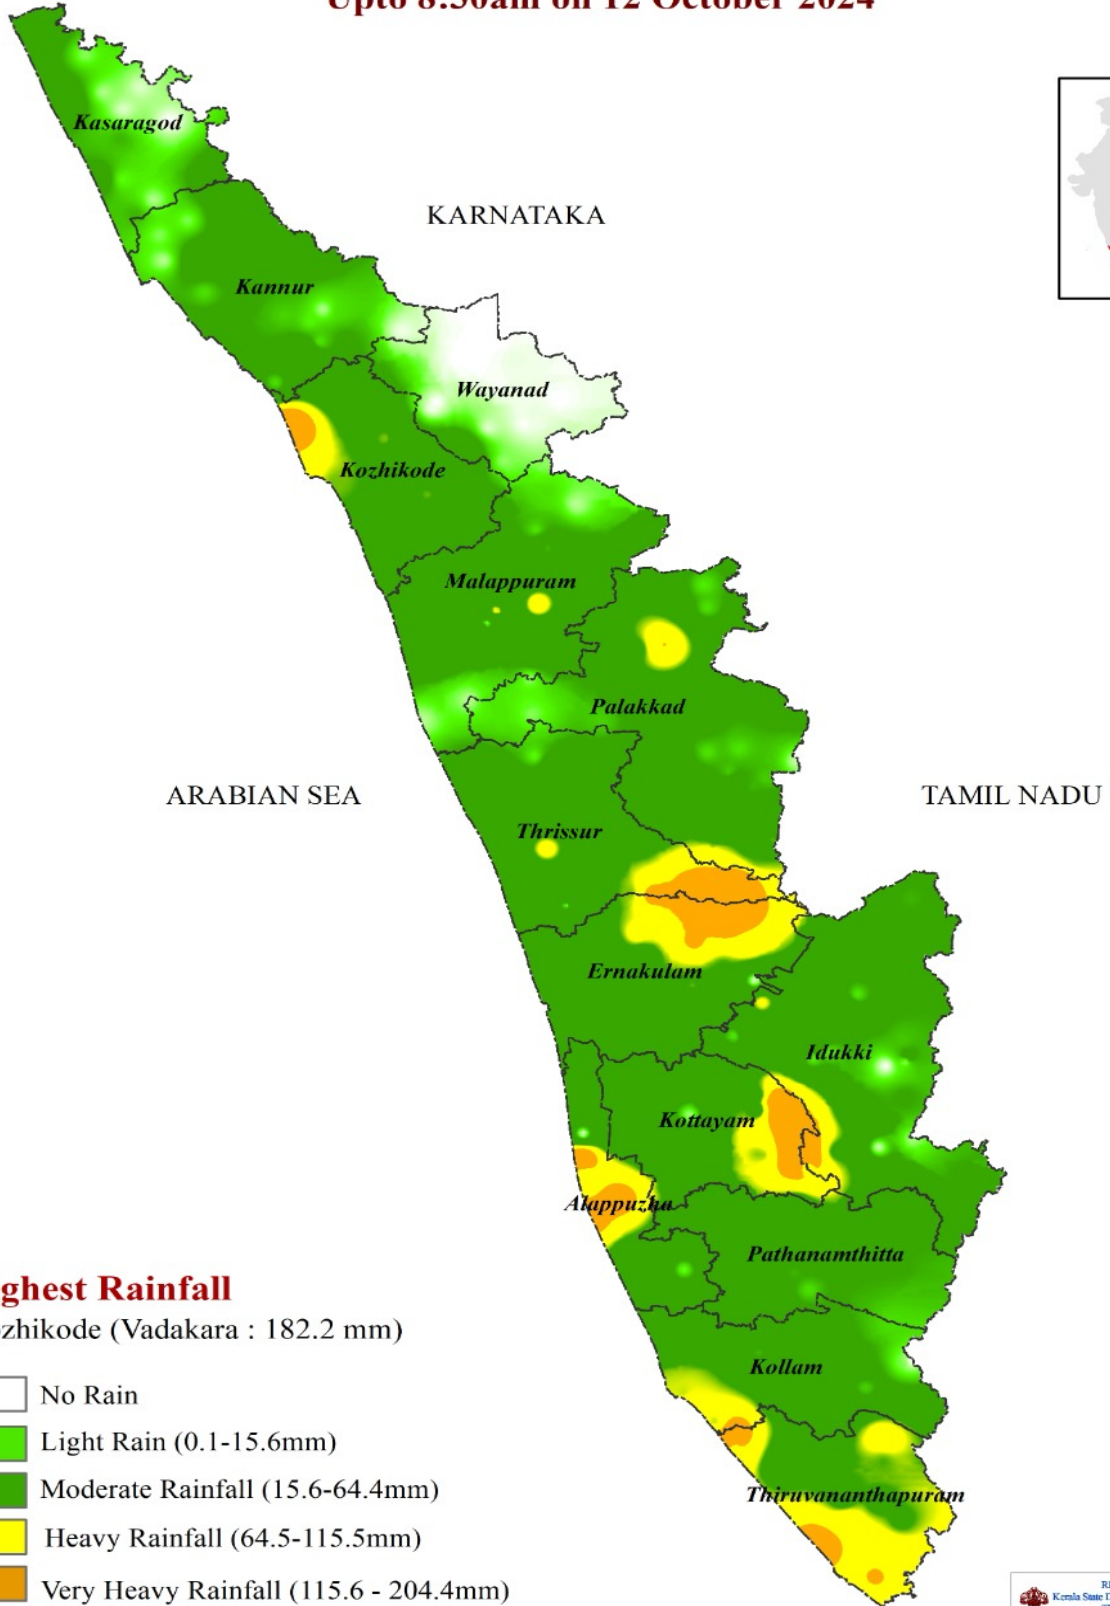 Upto 8:30am on 12 October 2024
Kasaragod
KARNATAKA
Kannur
Wayanad
Kozhikode
Malappuram
Palakkad
ARABIAN SEA
TAMIL NADU
Thrissur
Ernakulam
Idukki
Kottayam
Alappuzha
Pathanamthitta
ghest Rainfall
ozhikode (Vadakara : 182.2 mm)
Kollam
No Rain
Light Rain (0.1-15.6mm)
Moderate Rainfall (15.6-64.4mm)
Thiruvananthapuram
Heavy Rainfall (64.5-115.5mm)
Very Heavy Rainfall (115.6 - 204.4mm)
Kerala State D